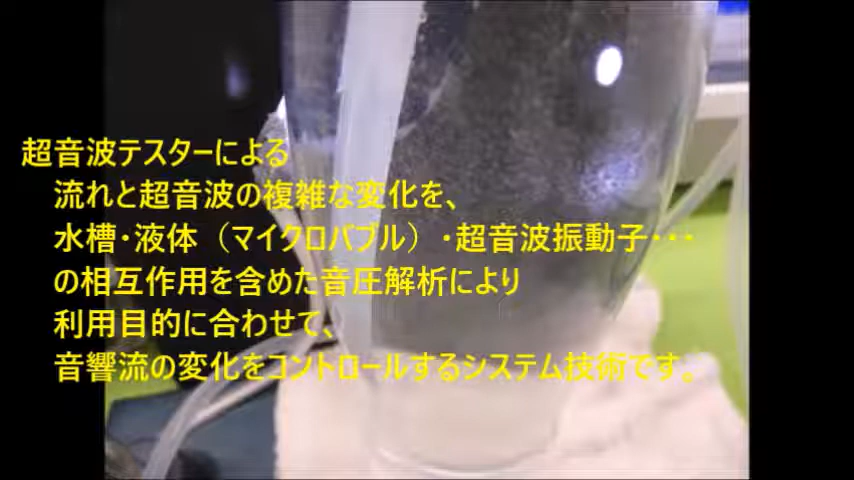 超音波テスターによる
流れと超音波の複雑な変化を、
水槽・液体（マイクロバブル）・超音波振動子・・・
の相互作用を含めた音圧解析により
利用目的に合わせて、
音響流の変化をコントロールするシステム技術です。